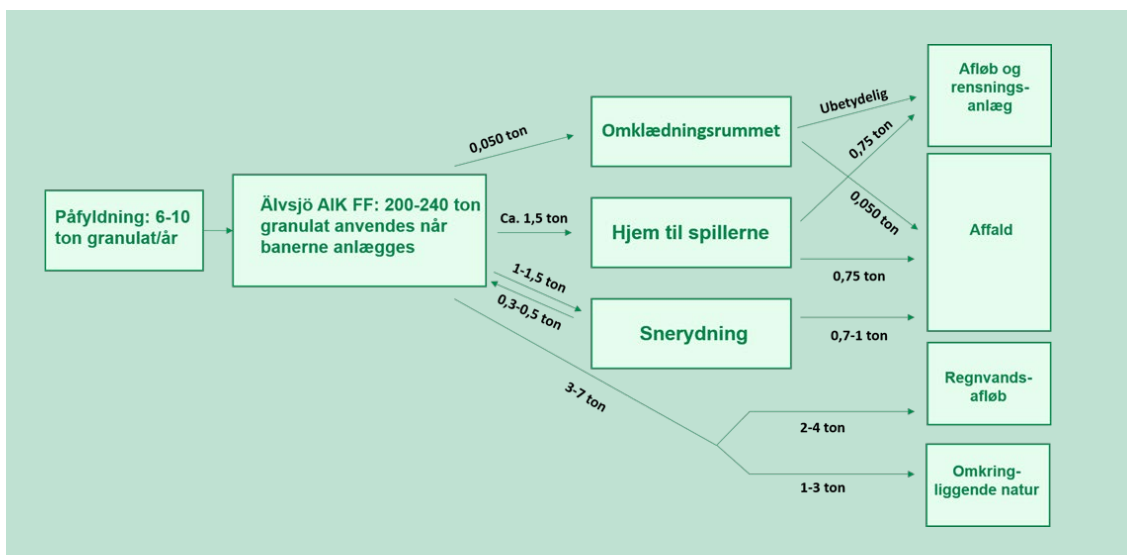 Påfyldning: 6-10
ton granulat/år
Älvsjö AIK FF: 200-240 ton
granulat anvendes når
banerne anlægges
0,050 ton
Ca. 1,5 ton
1-1,5 ton
0,3-0,5 ton
3-7 ton
Omklædningsrummet
Hjem til spillerne
Snerydning
Ubetydelig
0,75 ton
0,050 ton
0,75 ton
0,7-1 ton
2-4 ton
1-3 ton
Afløb og
rensnings-
anlæg
Affald
Regnvands-
afløb
Omkring-
liggende natur